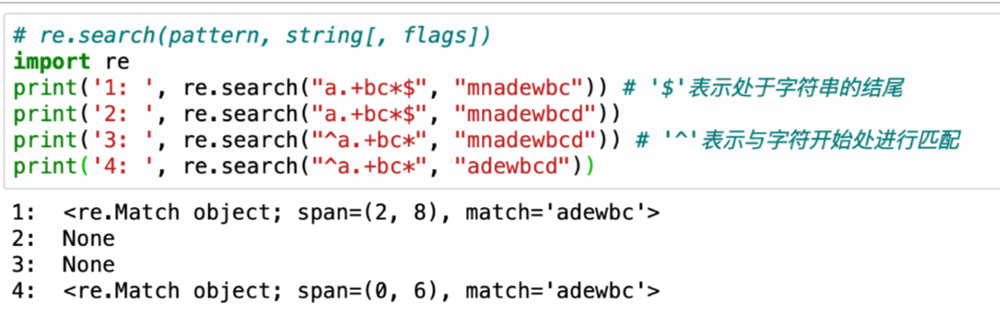 # re.search(pattern, string[, flags])
import re
print('1: ', re.search("a.+bc*$", "mnadewbc")) # '$'表示处于字符串的结尾
print('2: ', re.search("a.+bc*$", "mnadewbcd"))
print('3: ', re.search("^a.+bc*", "mnadewbcd")) # '^'表示与字符开始处进行匹配
print('4: ', re.search("^a.+bc*", "adewbcd"))
1:  <re.Match object; span=(2, 8), match='adewbc'>
2:  None
3:  None
4:  <re.Match object; span=(0, 6), match='adewbc'>